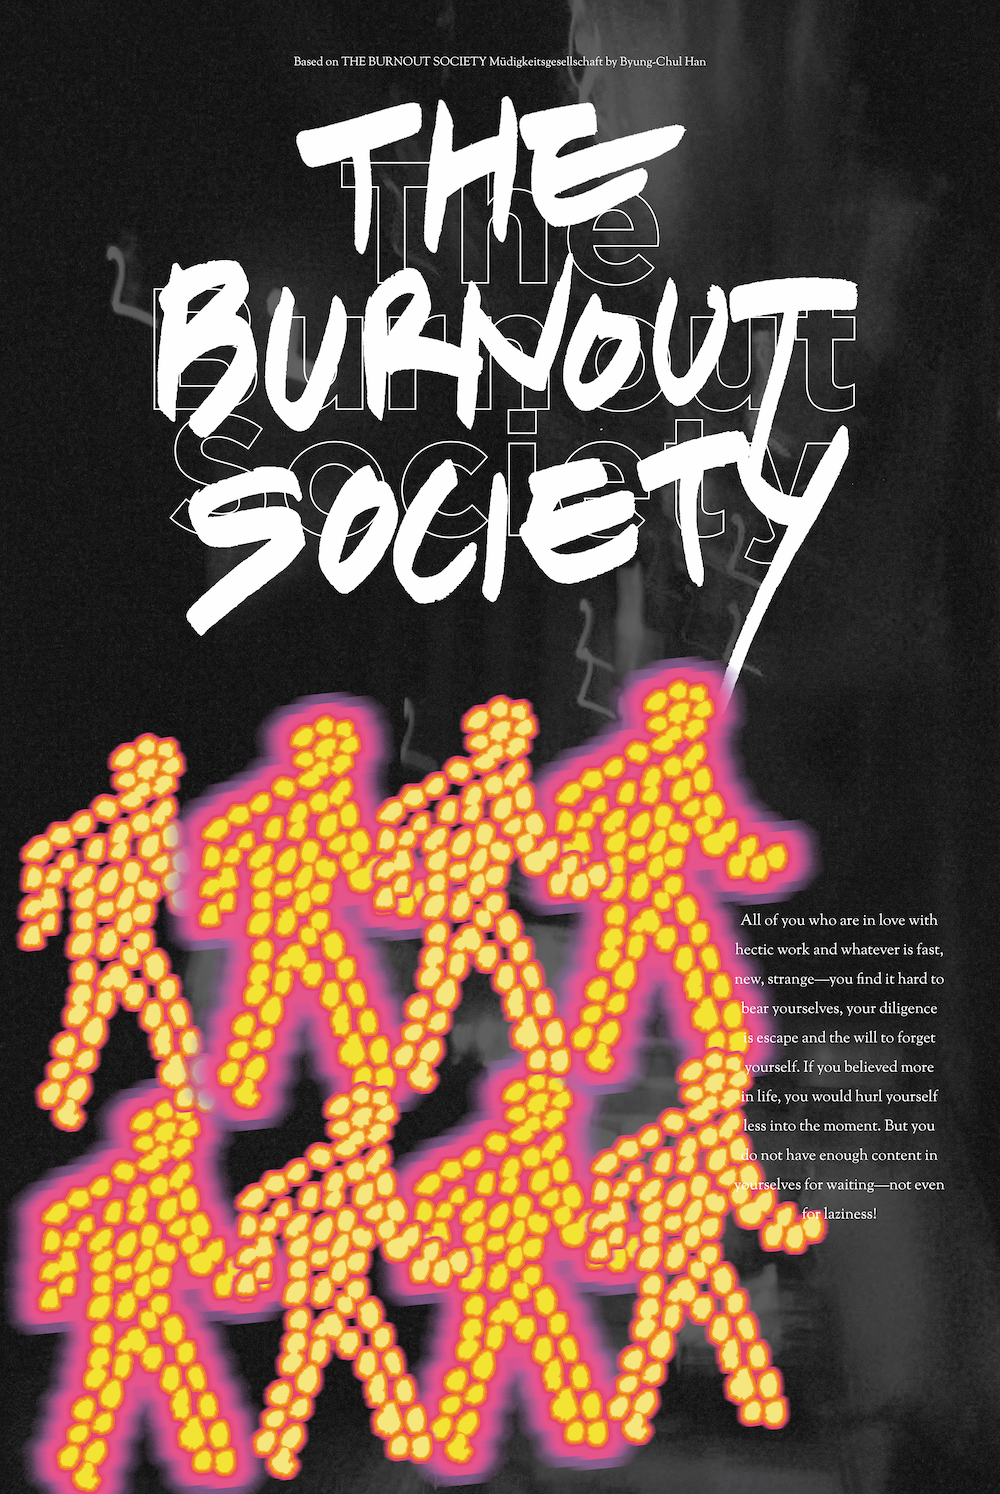 Based on THE BURNOUT SOCIETY Müdigkeitsgesellschaft by Byung-Chul Han
THE
The
BURNOUT
Burnout
SOCIETY
Society
All of you who are in love with
hectic work and whatever is fast,
new, strange—you find it hard to
bear yourselves, your diligence
is escape and the will to forget
yourself. If you believed more
in life, you would hurl yourself
less into the moment. But you
do not have enough content in
yourselves for waiting—not even
for laziness!